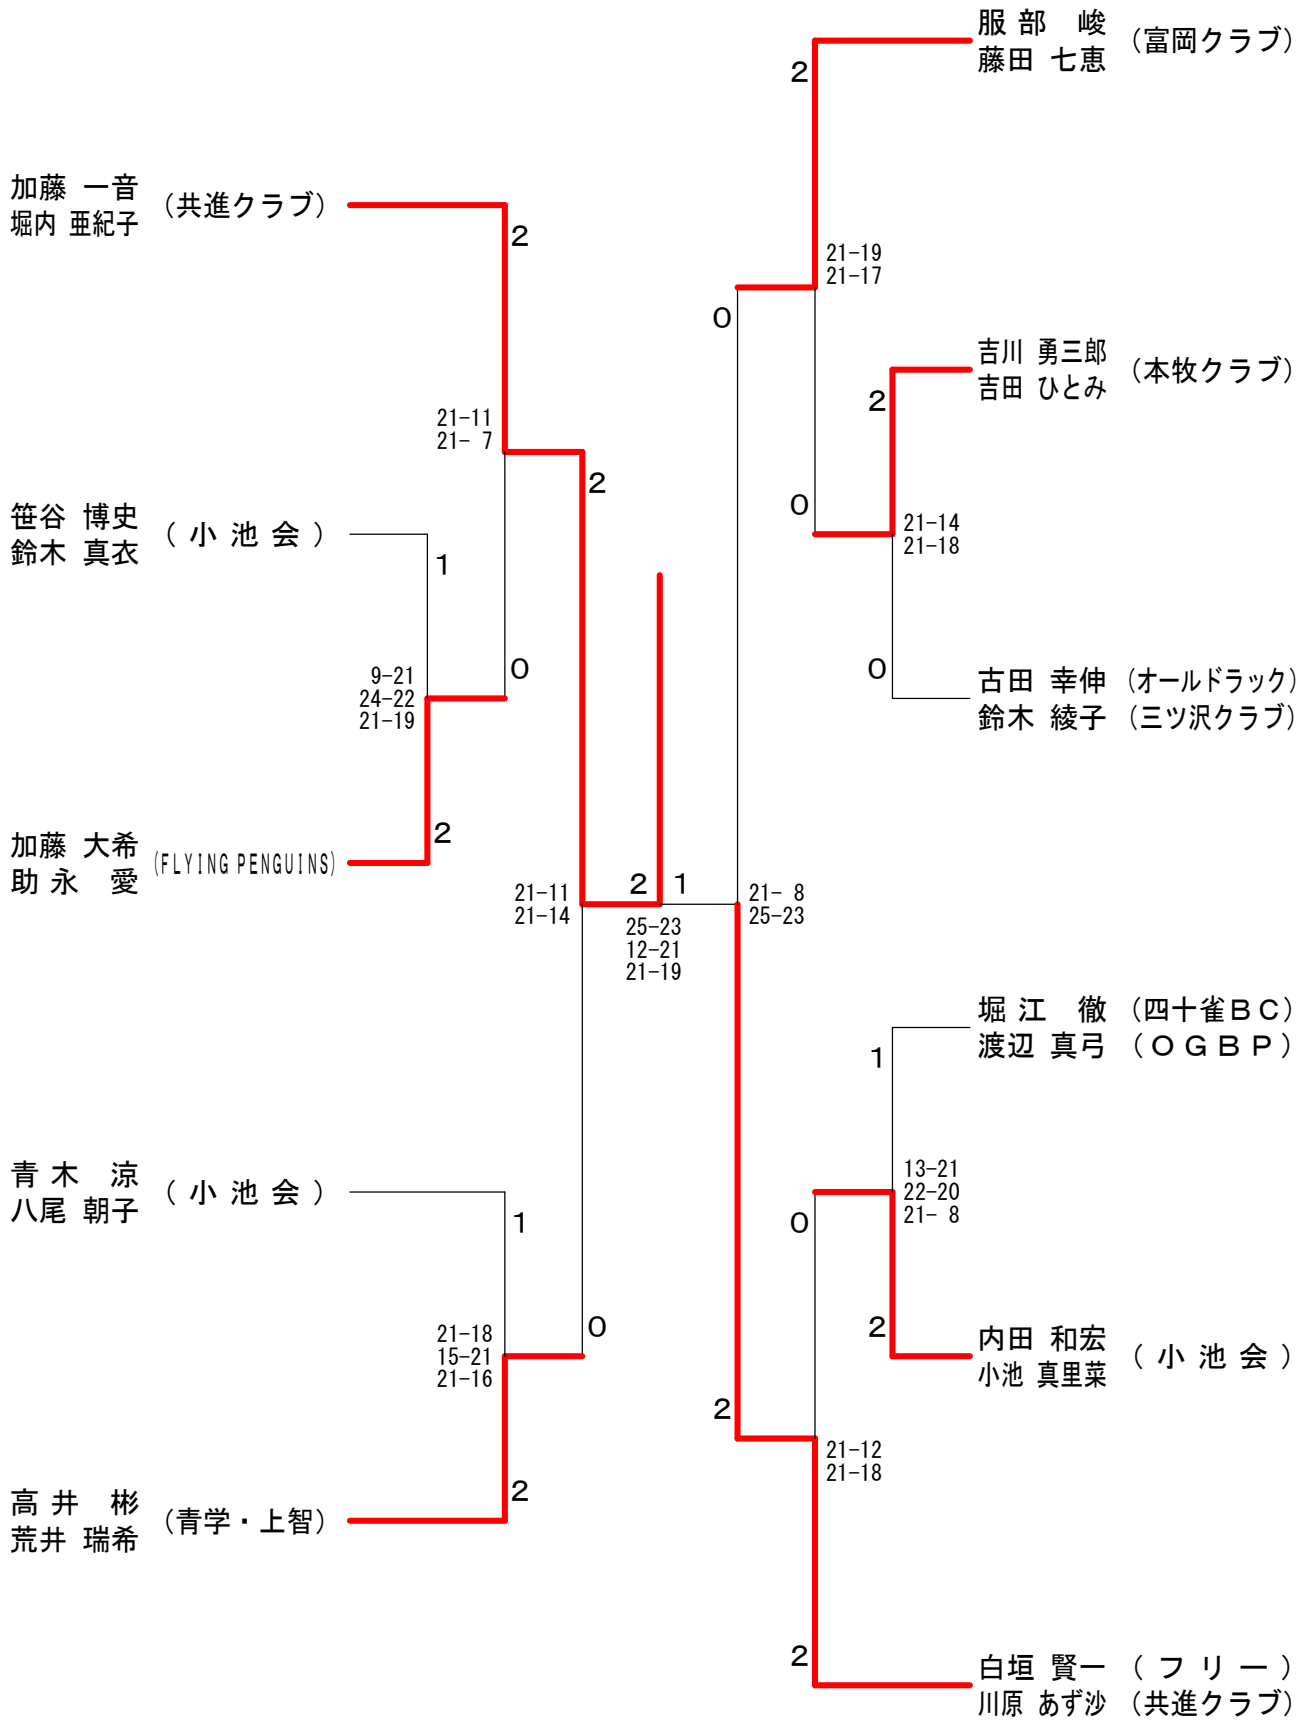 加藤 一音 (共進クラブ)
堀内 亜紀子
2
21-11
21- 7
笹谷 博史 (小池会)
鈴木 真衣
1
0
9-21
24-22
21-19
加藤 大希 (FLYING PENGUINS)
助永 愛
2
2
21-11
21-14
青木 涼 (小池会)
八尾 朝子
1
0
21-18
15-21
21-16
高井 彬 (青学・上智)
荒井 瑞希
2
2 1
25-23
12-21
21-19
服部 峻 (富岡クラブ)
藤田 七恵
2
21-19
21-17
0
吉川 勇三郎 (本牧クラブ)
吉田 ひとみ
2
0
21-14
21-18
0
古田 幸伸 (オールドラック)
鈴木 綾子 (三ツ沢クラブ)
21- 8
25-23
堀江 徹 (四十雀BC)
渡辺 真弓 (OGBP)
1
13-21
22-20
21- 8
0
2
内田 和宏 (小池会)
小池 真里菜
2
21-12
21-18
2
白垣 賢一 (フリー)
川原 あず沙 (共進クラブ)